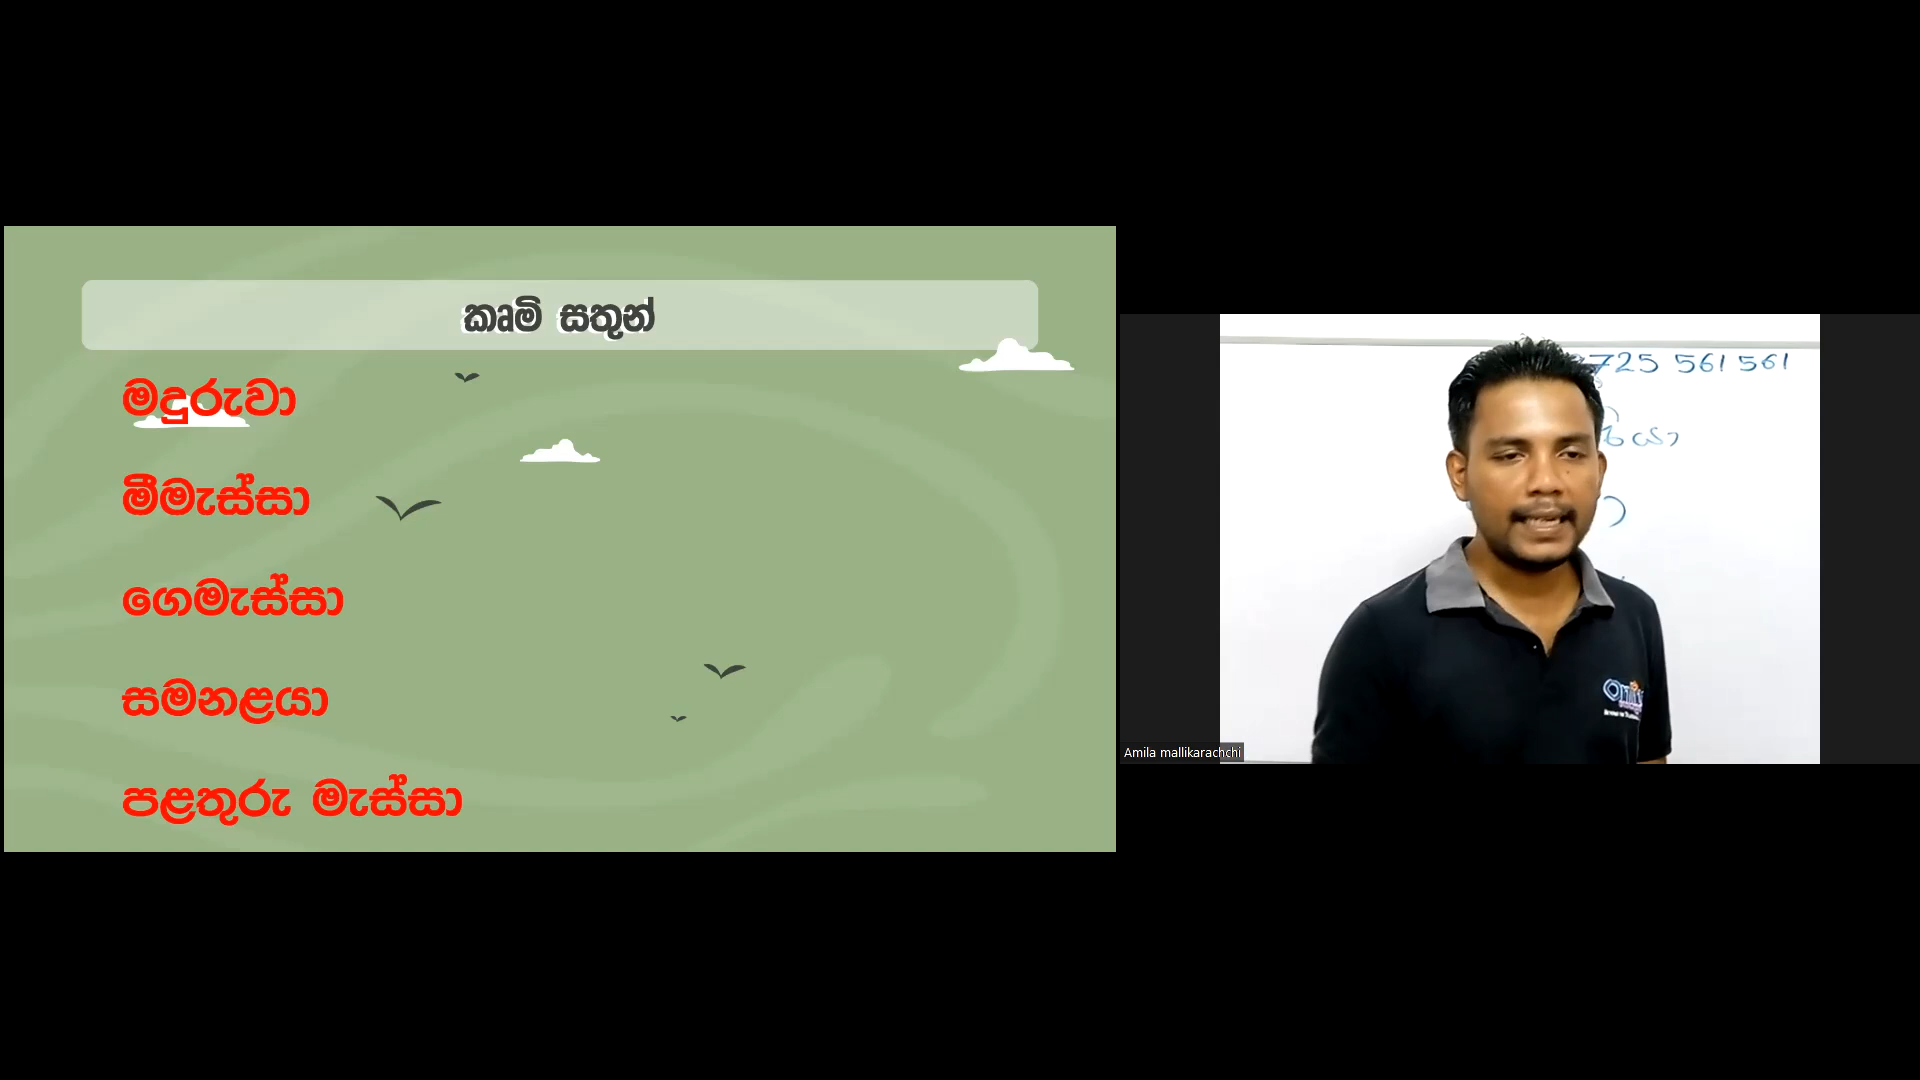 කෘමි සතුන්
මදුරුවා
මීමැස්සා
ගෙමැස්සා
සමනළයා
පළතුරු මැස්සා
725 561 561
Amila mallikarachchi